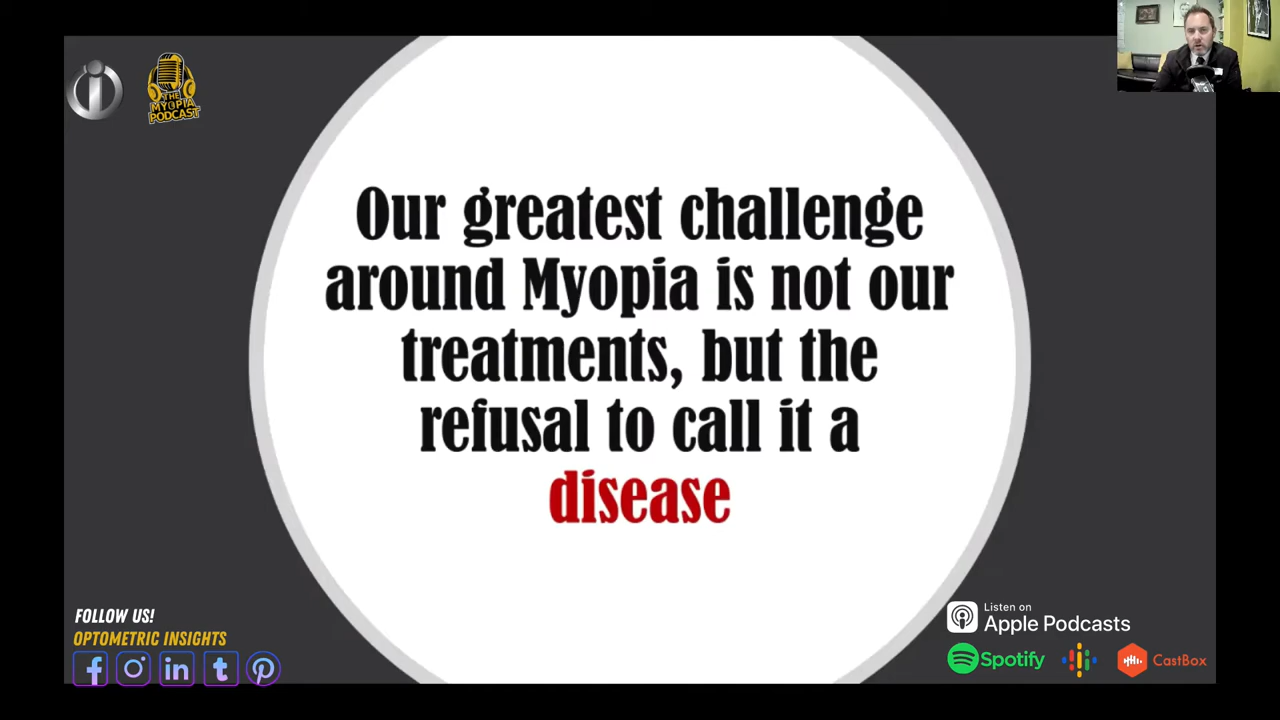 THE
MYOPIA
PODCAST
Our greatest challenge
around Myopia is not our
treatments, but the
refusal to call it a
disease
FOLLOW US!
OPTOMETRIC INSIGHTS
Listen on
Apple Podcasts
Spotify
CastBox